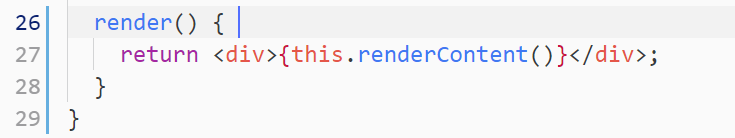 26 render() {
27 return <div>{this.renderContent()}</div>;
28 }
29 }